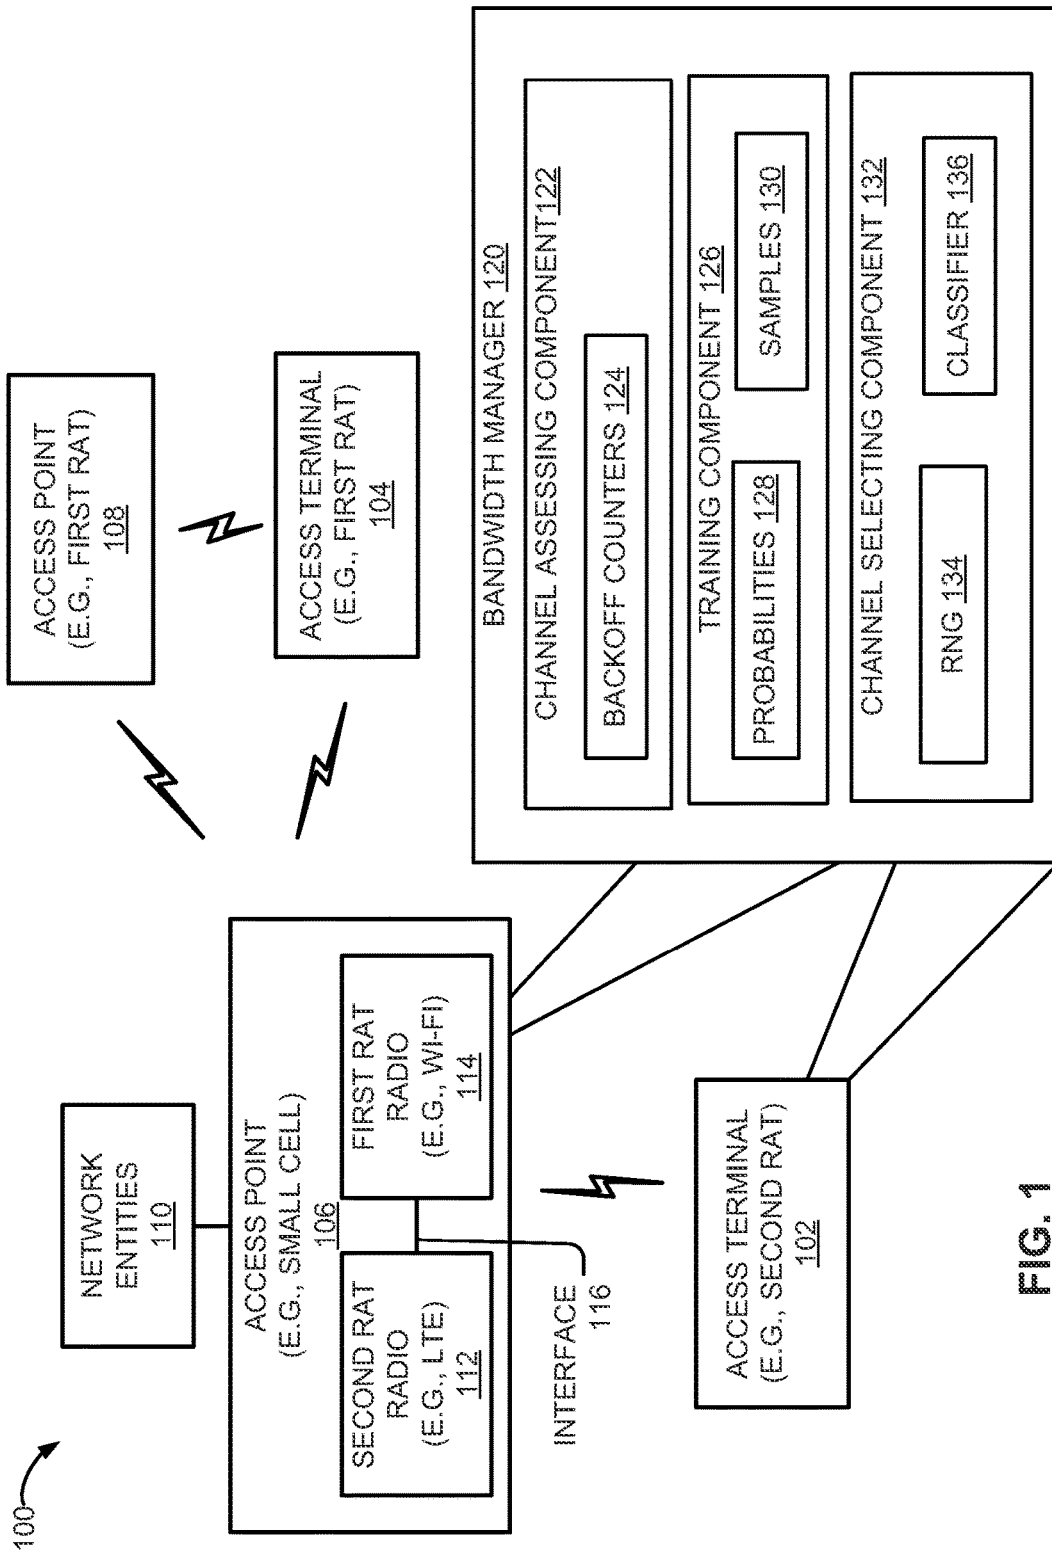 100
NETWORK
ENTITIES
110
ACCESS POINT
(E.G., SMALL CELL)
106
SECOND RAT
RADIO
(E.G., LTE)
112
FIRST RAT
RADIO
(E.G., WI-FI)
114
INTERFACE
116
ACCESS POINT
(E.G., FIRST RAT)
108
ACCESS TERMINAL
(E.G., FIRST RAT)
104
ACCESS TERMINAL
(E.G., SECOND RAT)
102
BANDWIDTH MANAGER 120
CHANNEL ASSESSING COMPONENT122
BACKOFF COUNTERS 124
TRAINING COMPONENT 126
PROBABILITIES 128
SAMPLES 130
CHANNEL SELECTING COMPONENT 132
RNG 134
CLASSIFIER 136
FIG. 1